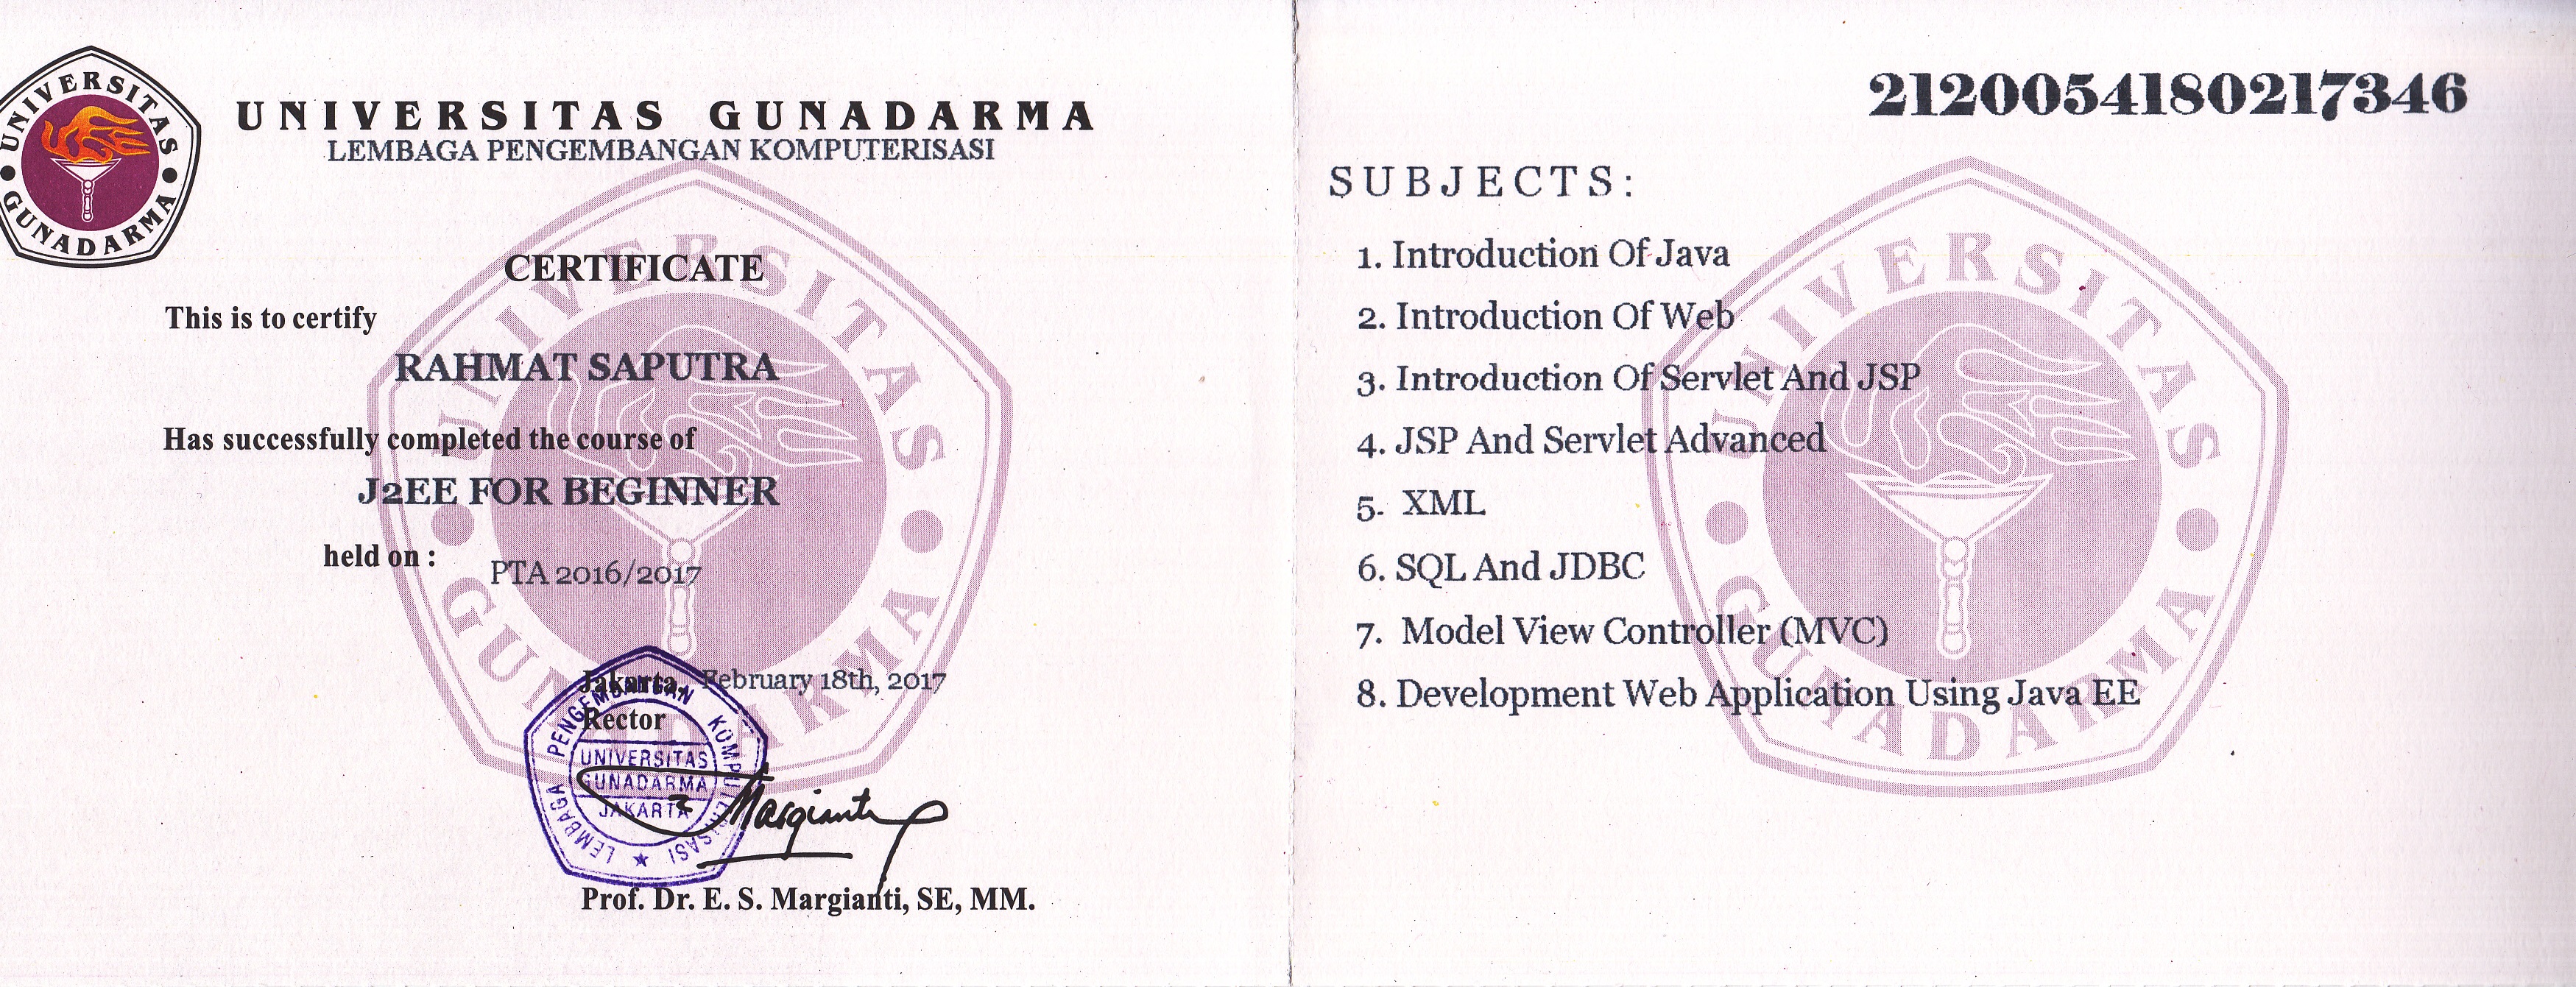 UNIVERSITAS GUNADARMA
UNIVERSITAS GUNADARMA
LEMBAGA PENGEMBANGAN KOMPUTERISASI
CERTIFICATE
This is to certify
RAHMAT SAPUTRA
Has successfully completed the course of
J2EE FOR BEGINNER
held on :
PTA 2016/2017
Jakarta, February 18th, 2017
Rector
LEMBAGA PENGEMBANGAN KOMPUTERISASI
UNIVERSITAS
GUNADARMA
JAKARTA
Margianti
Prof. Dr. E. S. Margianti, SE, MM.
UNIVERSITAS GUNADARMA
2120054180217346
SUBJECTS:
1. Introduction Of Java
2. Introduction Of Web
3. Introduction Of Servlet And JSP
4. JSP And Servlet Advanced
5. XML
6. SQL And JDBC
7. Model View Controller (MVC)
8. Development Web Application Using Java EE
UNIVERSITAS GUNADARMA